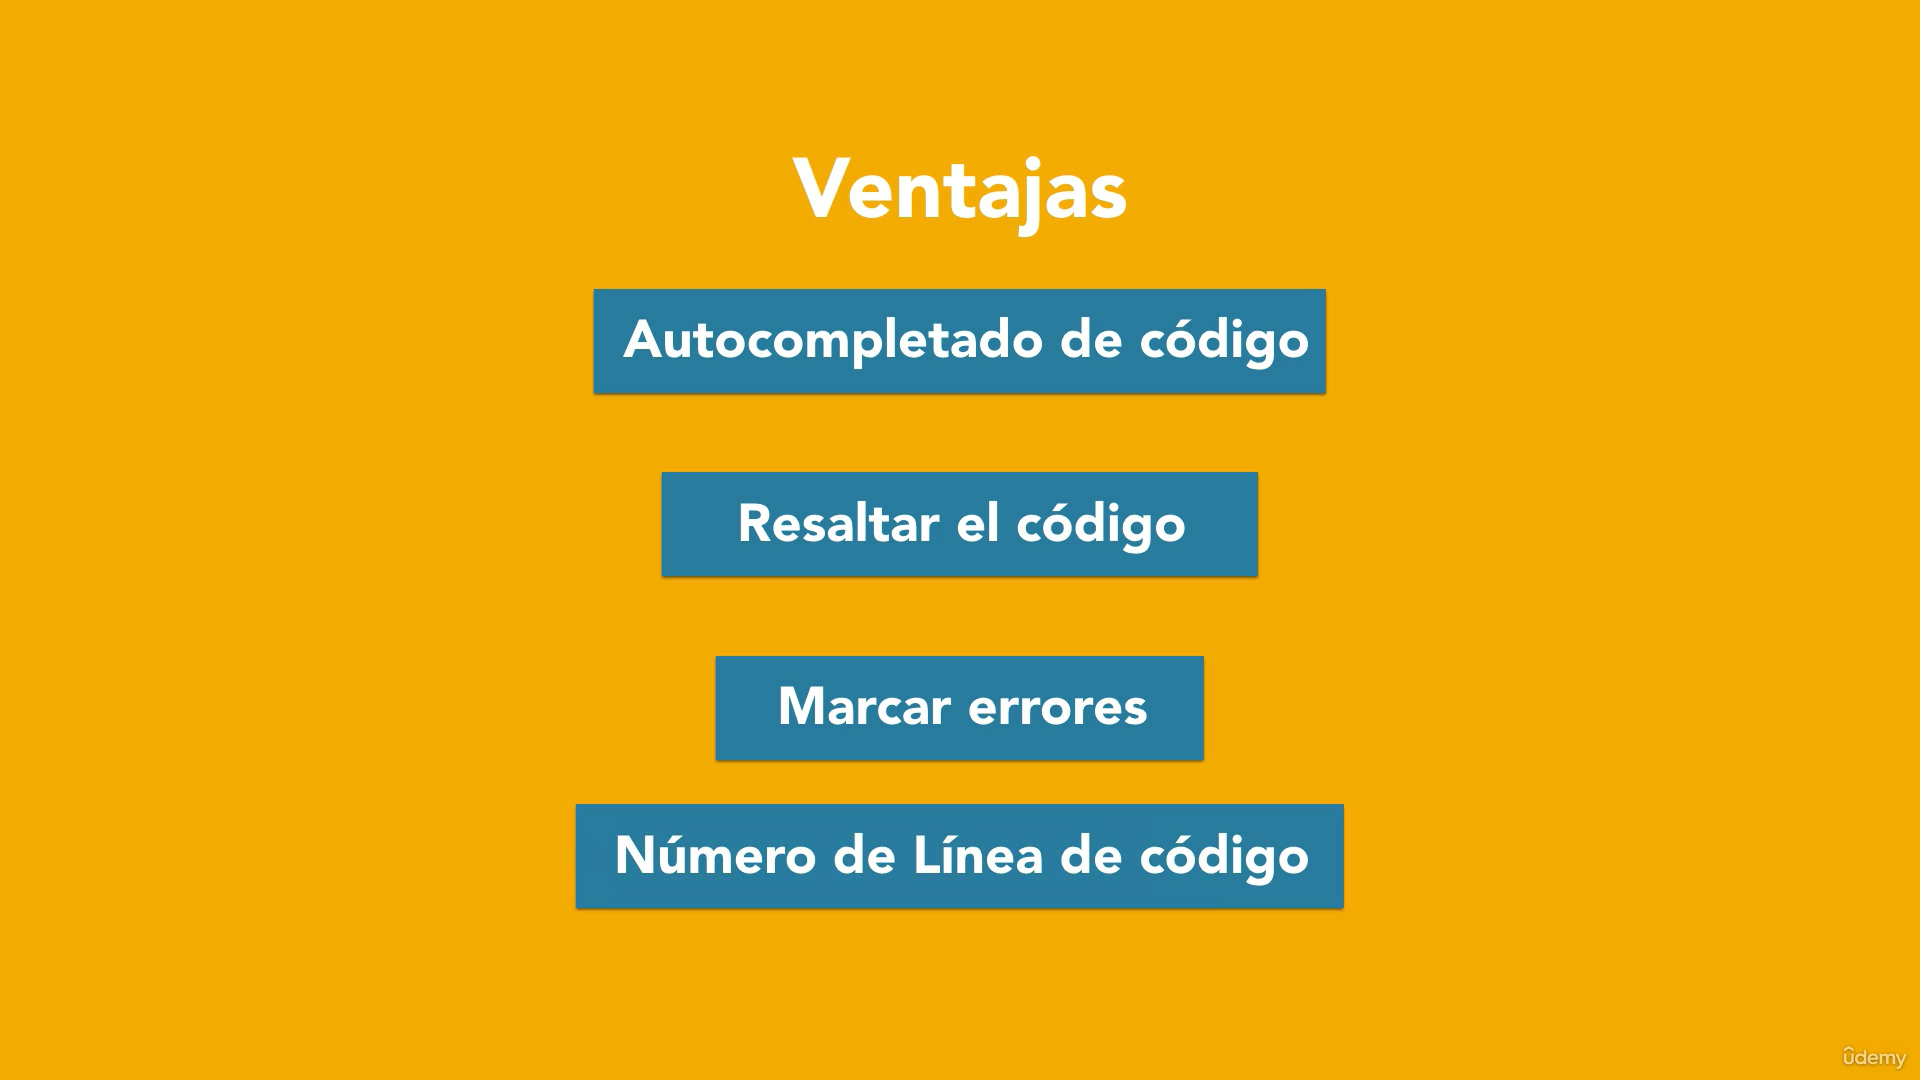 Ventajas
Autocompletado de código
Resaltar el código
Marcar errores
Número de Línea de código
ûdemy